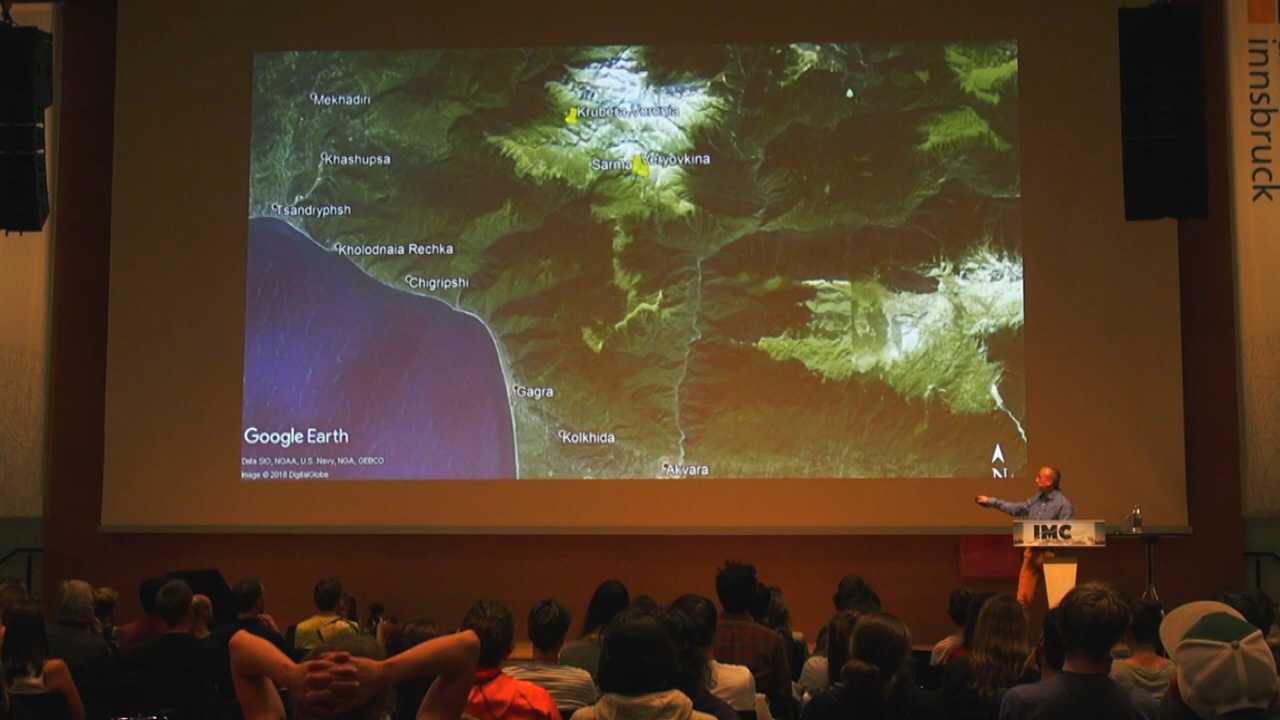 innsbruck
Mekhadiri
Krubera, Voronja
Khashupsa
Sarma Veryovkina
Tsandryphsh
Kholodnaia Rechka
Chigripshi
Gagra
Kolkhida
Akvara
Google Earth
Data SIO, NOAA, U.S. Navy, NGA, GEBCO
Image © 2018 DigitalGlobe
N
IMC